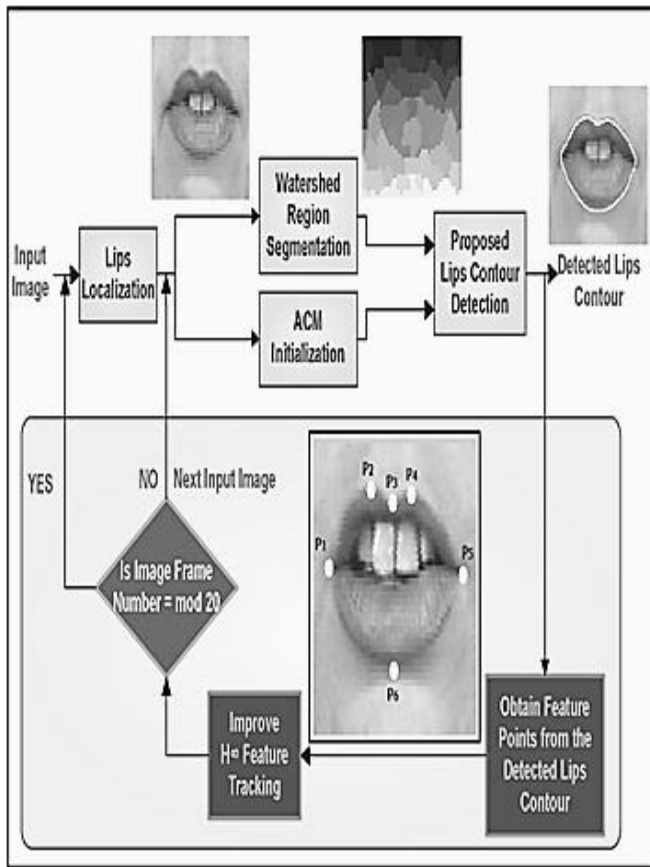 Input
Image
Lips
Localization
Watershed
Region
Segmentation
ACM
Initialization
Proposed
Lips Contour
Detection
Detected Lips
Contour
YES
NO
Next Input Image
Is Image Frame
Number = mod 20
P1
P2
P3
P4
P5
P6
Improve
H∞ Feature
Tracking
Obtain Feature
Points from the
Detected Lips
Contour